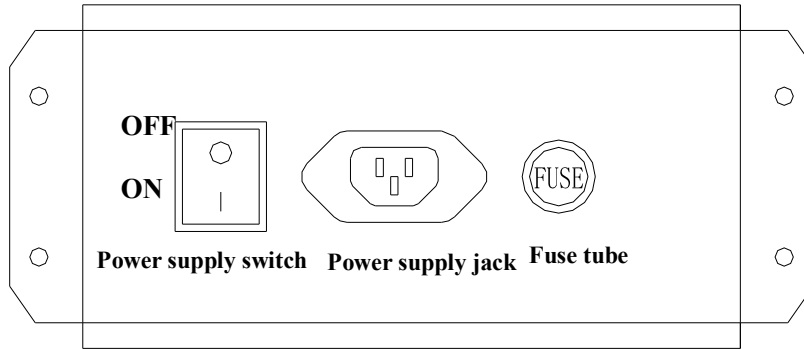 OFF
ON
FUSE
Power supply switch
Power supply jack
Fuse tube